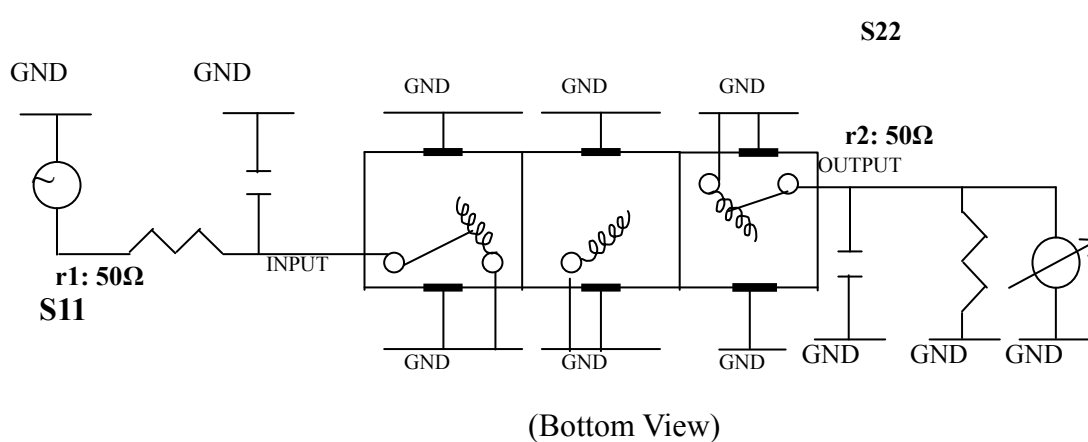 S22
GND
GND
GND
GND
GND
r2: 50Ω
OUTPUT
INPUT
r1: 50Ω
S11
GND
GND
GND
GND
GND
GND
(Bottom View)